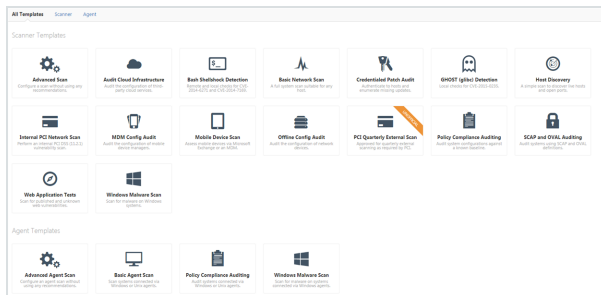 All Templates Scanner Agent
Scanner Templates
Advanced Scan
Configure a scan without using any
recommendations.
Audit Cloud Infrastructure
Audit the configuration of third-
party cloud services.
Bash Shellshock Detection
Remote and local checks for CVE-
2014-6271 and CVE-2014-7169.
Basic Network Scan
A full system scan suitable for any
host.
Credentialed Patch Audit
Authenticate to hosts and
enumerate missing updates.
GHOST (glibc) Detection
Local checks for CVE-2015-0235.
Host Discovery
A simple scan to discover live hosts
and open ports.
Internal PCI Network Scan
Perform an internal PCI DSS (11.2.1)
vulnerability scan.
MDM Config Audit
Audit the configuration of mobile
device managers.
Mobile Device Scan
Assess mobile devices via Microsoft
Exchange or an MDM.
Offline Config Audit
Audit the configuration of network
devices.
PCI Quarterly External Scan
Approved for quarterly external
scanning as required by PCI.
Policy Compliance Auditing
Audit system configurations against
a known baseline.
SCAP and OVAL Auditing
Audit systems using SCAP and OVAL
definitions.
Web Application Tests
Scan for published and unknown
web vulnerabilities.
Windows Malware Scan
Scan for malware on Windows
systems.
Agent Templates
Advanced Agent Scan
Configure an agent scan without
using any recommendations.
Basic Agent Scan
Scan systems connected via
Windows or Linux agents.
Policy Compliance Auditing
Audit systems connected via
Windows or Linux agents.
Windows Malware Scan
Scan for malware on systems
connected via Windows agents.